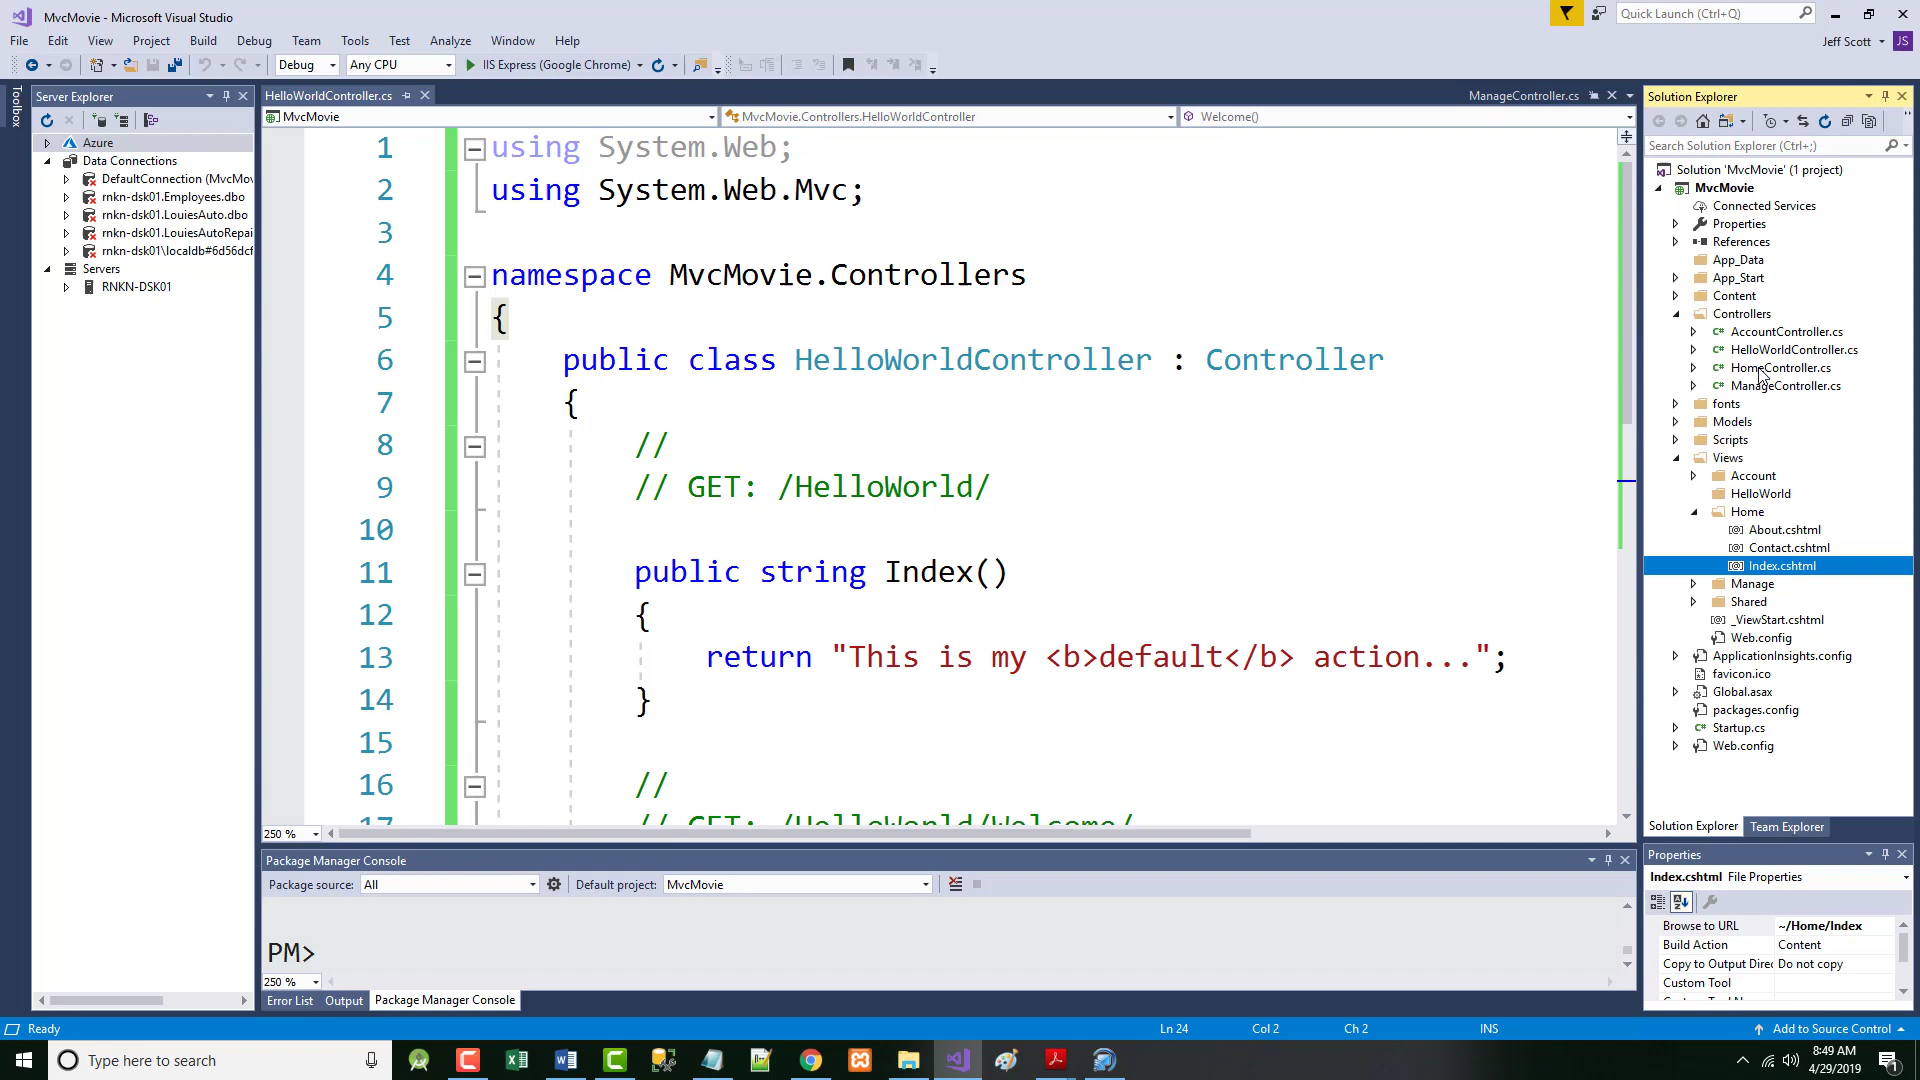 MvcMovie - Microsoft Visual Studio
Quick Launch (Ctrl+Q)
File Edit View Project Build Debug Team Tools Test Analyze Window Help
Jeff Scott JS
Debug Any CPU IIS Express (Google Chrome)
Toolbox
Server Explorer
Azure
Data Connections
DefaultConnection (MvcMov
rnkn-dsk01.Employees.dbo
rnkn-dsk01.LouiesAuto.dbo
rnkn-dsk01.LouiesAutoRepai
rnkn-dsk01\localdb#6d56dcf
Servers
RNKN-DSK01
HelloWorldController.cs
ManageController.cs
MvcMovie MvcMovie.Controllers.HelloWorldController Welcome()
1 using System.Web;
2 using System.Web.Mvc;
3
4 namespace MvcMovie.Controllers
5 {
6 public class HelloWorldController : Controller
7 {
8 //
9 // GET: /HelloWorld/
10
11 public string Index()
12 {
13 return "This is my <b>default</b> action...";
14 }
15
16 //
17 // GET: /HelloWorld/Welcome/
250 %
Package Manager Console
Package source: All Default project: MvcMovie
PM>
250 %
Error List Output Package Manager Console
Solution Explorer
Search Solution Explorer (Ctrl+;)
Solution 'MvcMovie' (1 project)
MvcMovie
Connected Services
Properties
References
App_Data
App_Start
Content
Controllers
AccountController.cs
HelloWorldController.cs
HomeController.cs
ManageController.cs
fonts
Models
Scripts
Views
Account
HelloWorld
Home
About.cshtml
Contact.cshtml
Index.cshtml
Manage
Shared
_ViewStart.cshtml
Web.config
ApplicationInsights.config
favicon.ico
Global.asax
packages.config
Startup.cs
Web.config
Solution Explorer Team Explorer
Properties
Index.cshtml File Properties
Browse to URL ~/Home/Index
Build Action Content
Copy to Output Direc Do not copy
Custom Tool
Ready Ln 24 Col 2 Ch 2 INS Add to Source Control
Type here to search
8:49 AM
4/29/2019
1